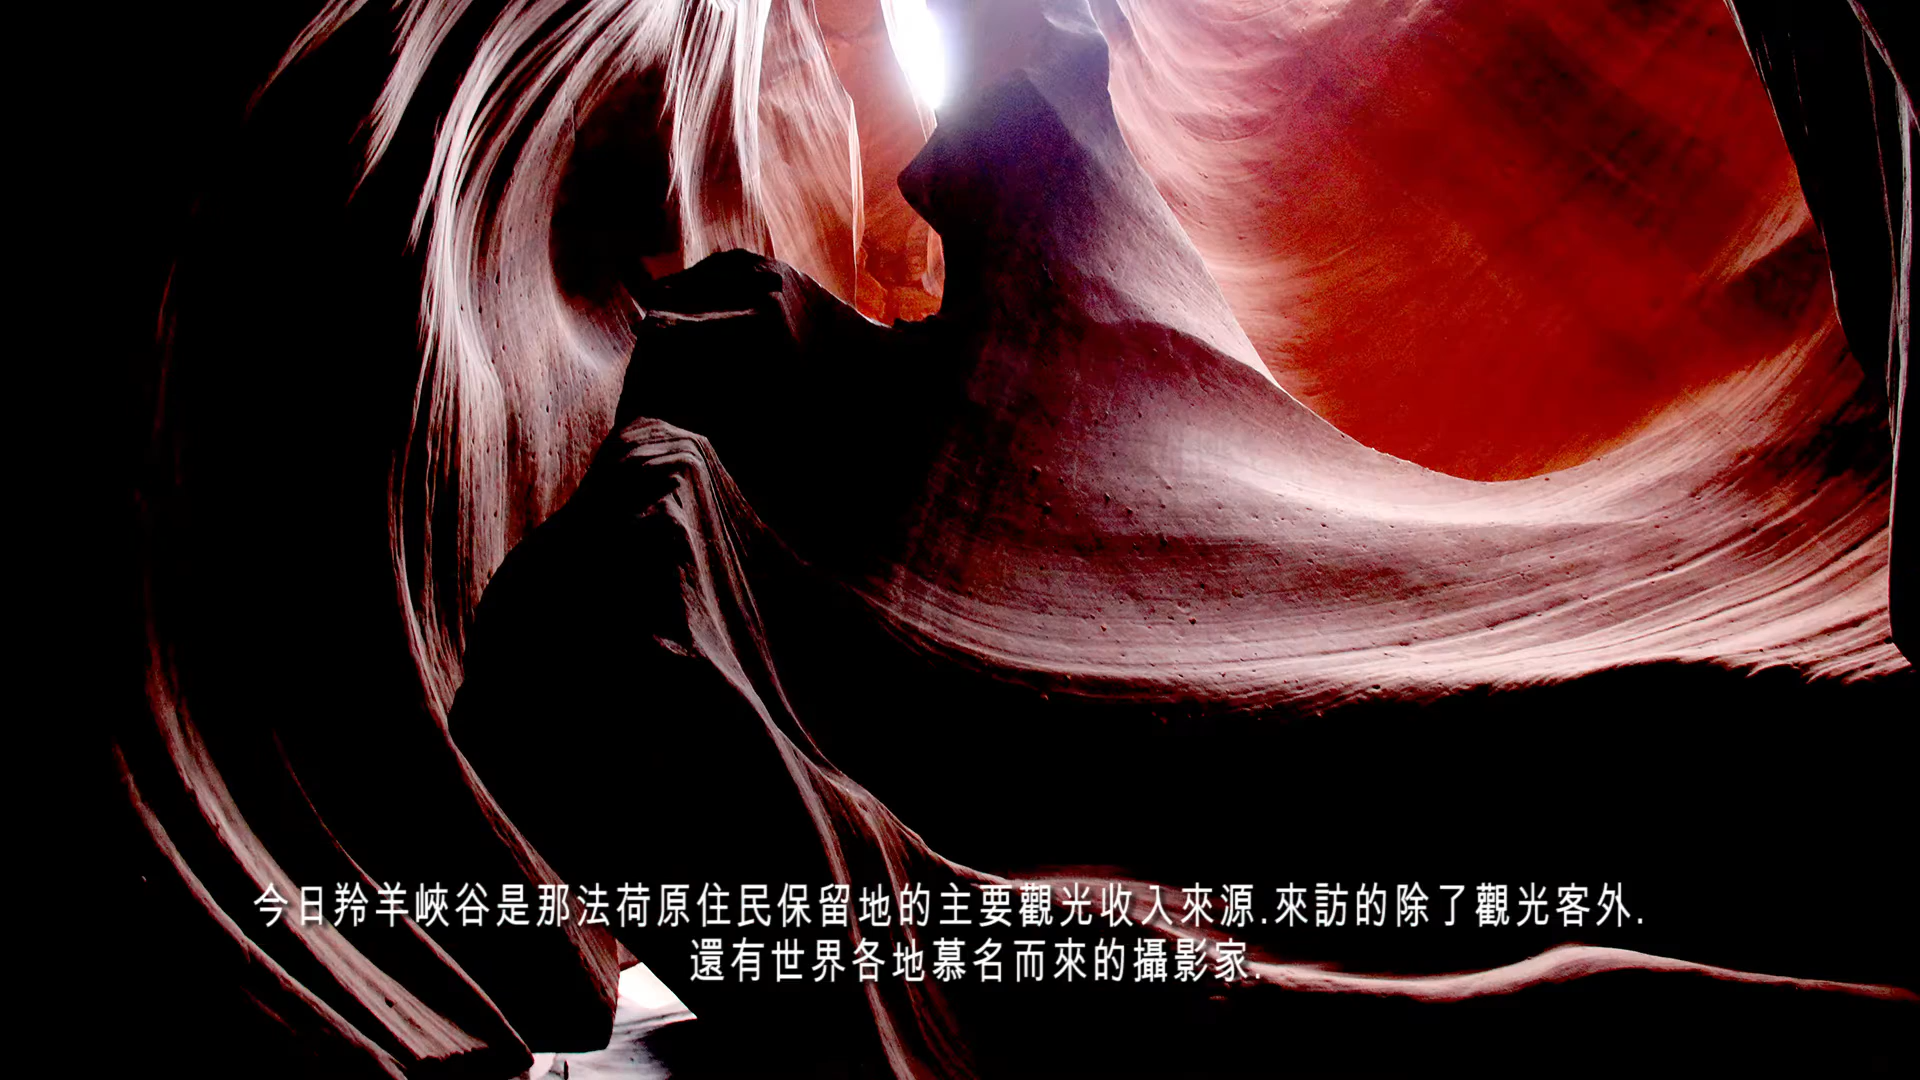 今日羚羊峽谷是那法荷原住民保留地的主要觀光收入來源.來訪的除了觀光客外.
還有世界各地慕名而來的攝影家.